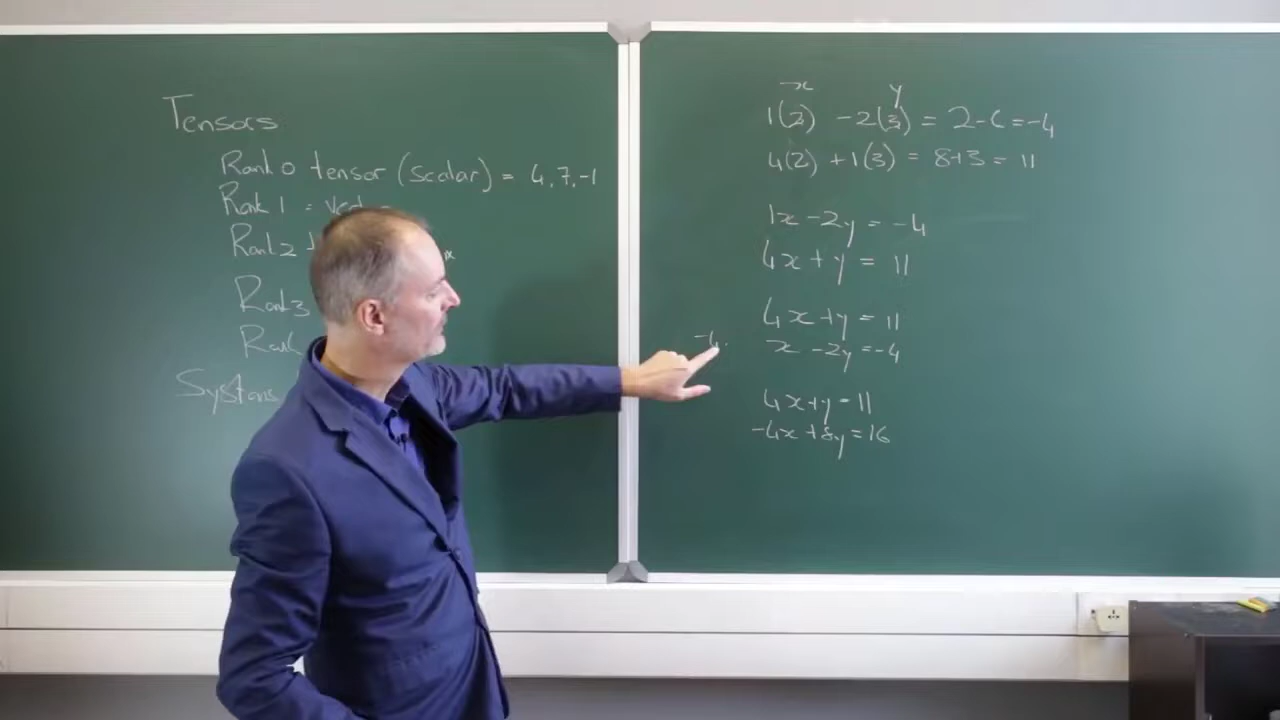 Tensors
Rank 0 tensor (scalar) = 4, 7, -1
Rank 1 :
Rank 2
Rank 3
Rank
Systems
x y
1(2) -2(3) = 2-6 = -4
4(2) +1(3) = 8+3 = 11
1x - 2y = -4
4x + y = 11
4x + y = 11
-4. x - 2y = -4
4x + y = 11
-4x + 8y = 16